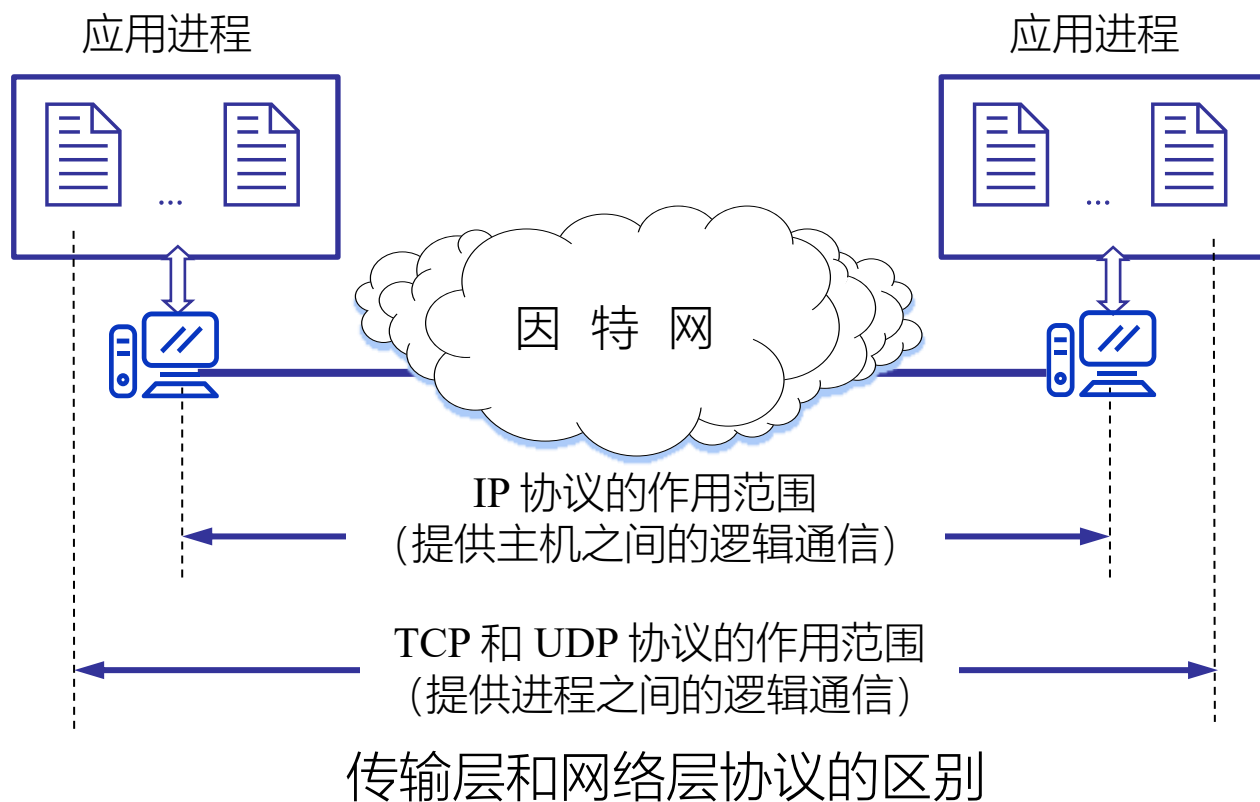 应用进程
应用进程
...
...
因 特 网
IP 协议的作用范围
（提供主机之间的逻辑通信）
TCP 和 UDP 协议的作用范围
（提供进程之间的逻辑通信）
传输层和网络层协议的区别